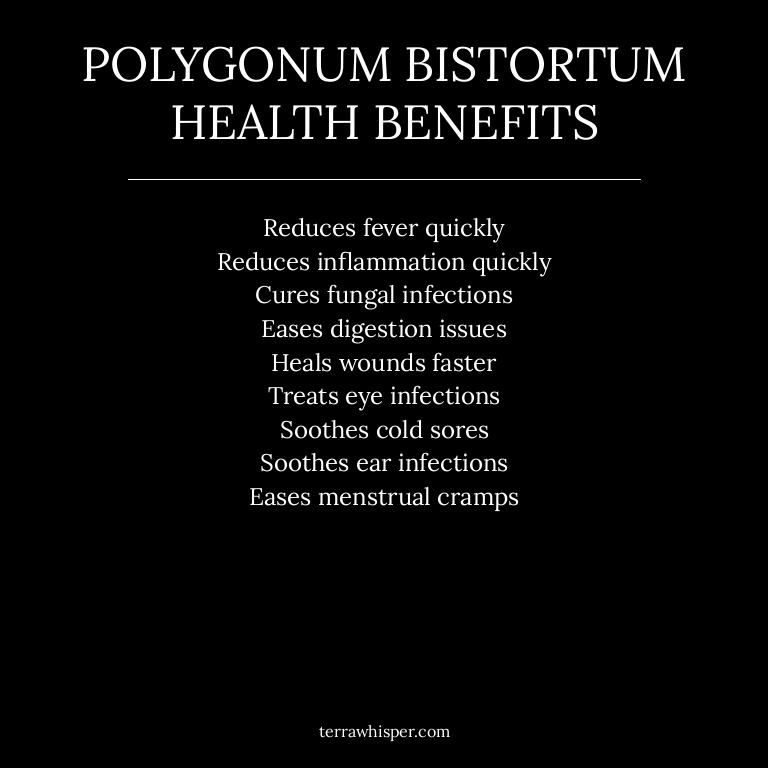 POLYGONUM BISTORTUM
HEALTH BENEFITS
Reduces fever quickly
Reduces inflammation quickly
Cures fungal infections
Eases digestion issues
Heals wounds faster
Treats eye infections
Soothes cold sores
Soothes ear infections
Eases menstrual cramps
terrawhisper.com